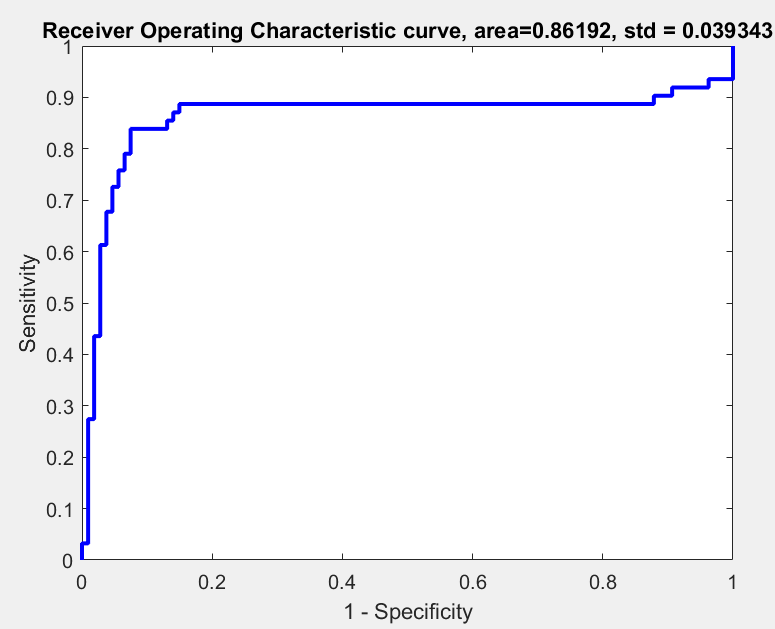 Receiver Operating Characteristic curve, area=0.86192, std = 0.039343
1
0.9
0.8
0.7
0.6
0.5
0.4
0.3
0.2
0.1
0
Sensitivity
0 0.2 0.4 0.6 0.8 1
1 - Specificity